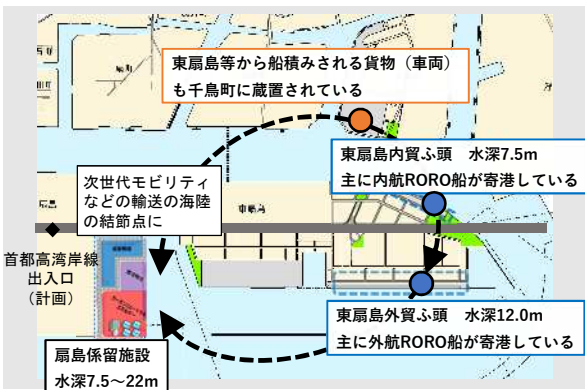 東扇島等から船積みされる貨物（車両）
も千鳥町に蔵置されている
東扇島内貿ふ頭　水深7.5m
主に内航RORO船が寄港している
次世代モビリティ
などの輸送の海陸
の結節点に
東扇島
首都高湾岸線
出入口
（計画）
東扇島外貿ふ頭　水深12.0m
主に外航RORO船が寄港している
扇島係留施設
水深7.5～22m